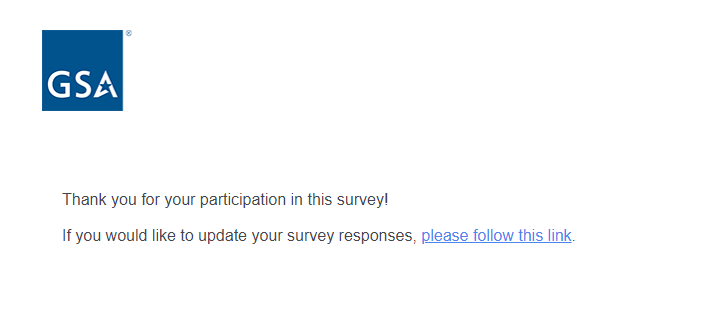 GSA®
Thank you for your participation in this survey!
If you would like to update your survey responses, please follow this link.